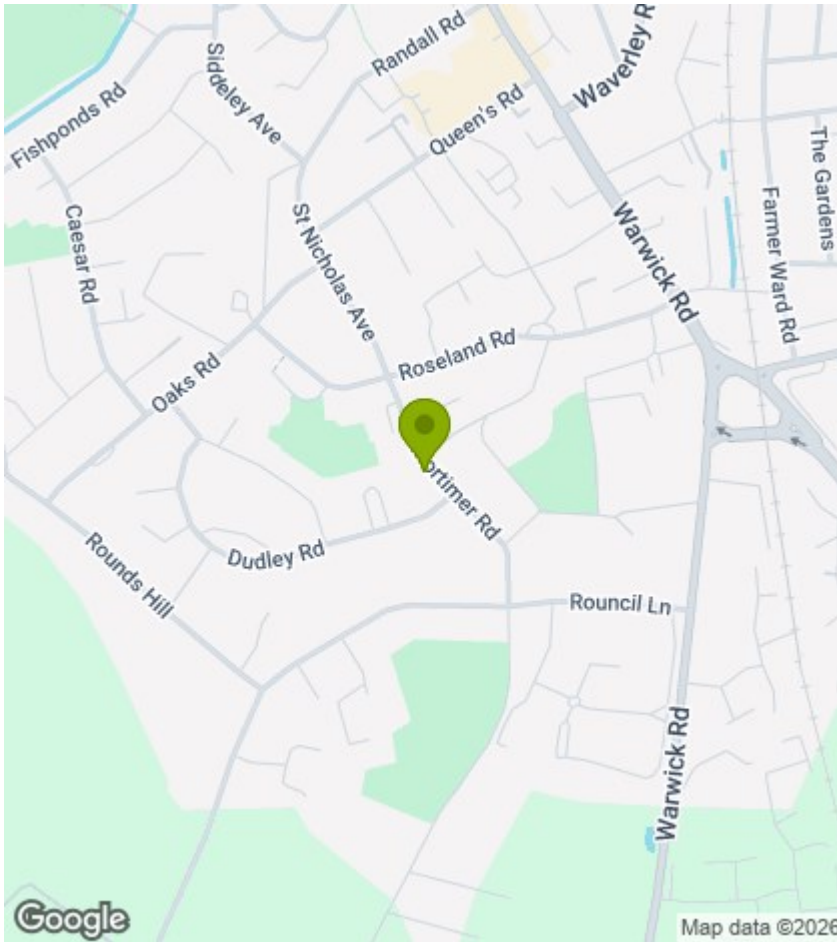 Randall Rd
Waverley R
Siddeley Ave
Fishponds Rd
Queen's Rd
The Gardens
Caesar Rd
St Nicholas Ave
Warwick Rd
Farmer Ward Rd
Roseland Rd
Oaks Rd
ortimer Rd
Dudley Rd
Rounds Hill
Rouncil Ln
Warwick Rd
Google
Map data ©2026